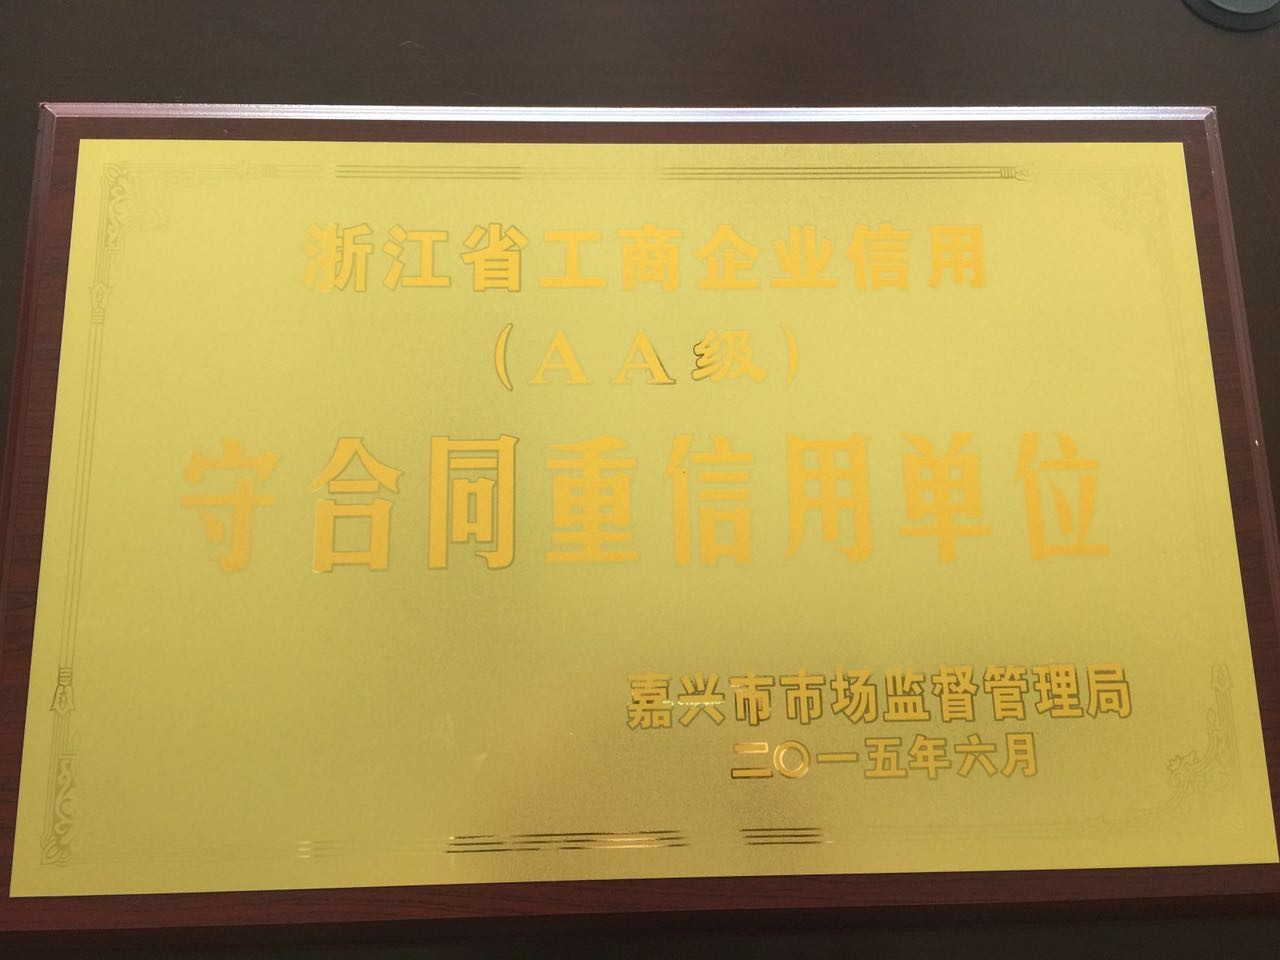 浙江省工商企业信用
（AA级）
守合同重信用单位
嘉兴市市场监督管理局
二〇一五年六月